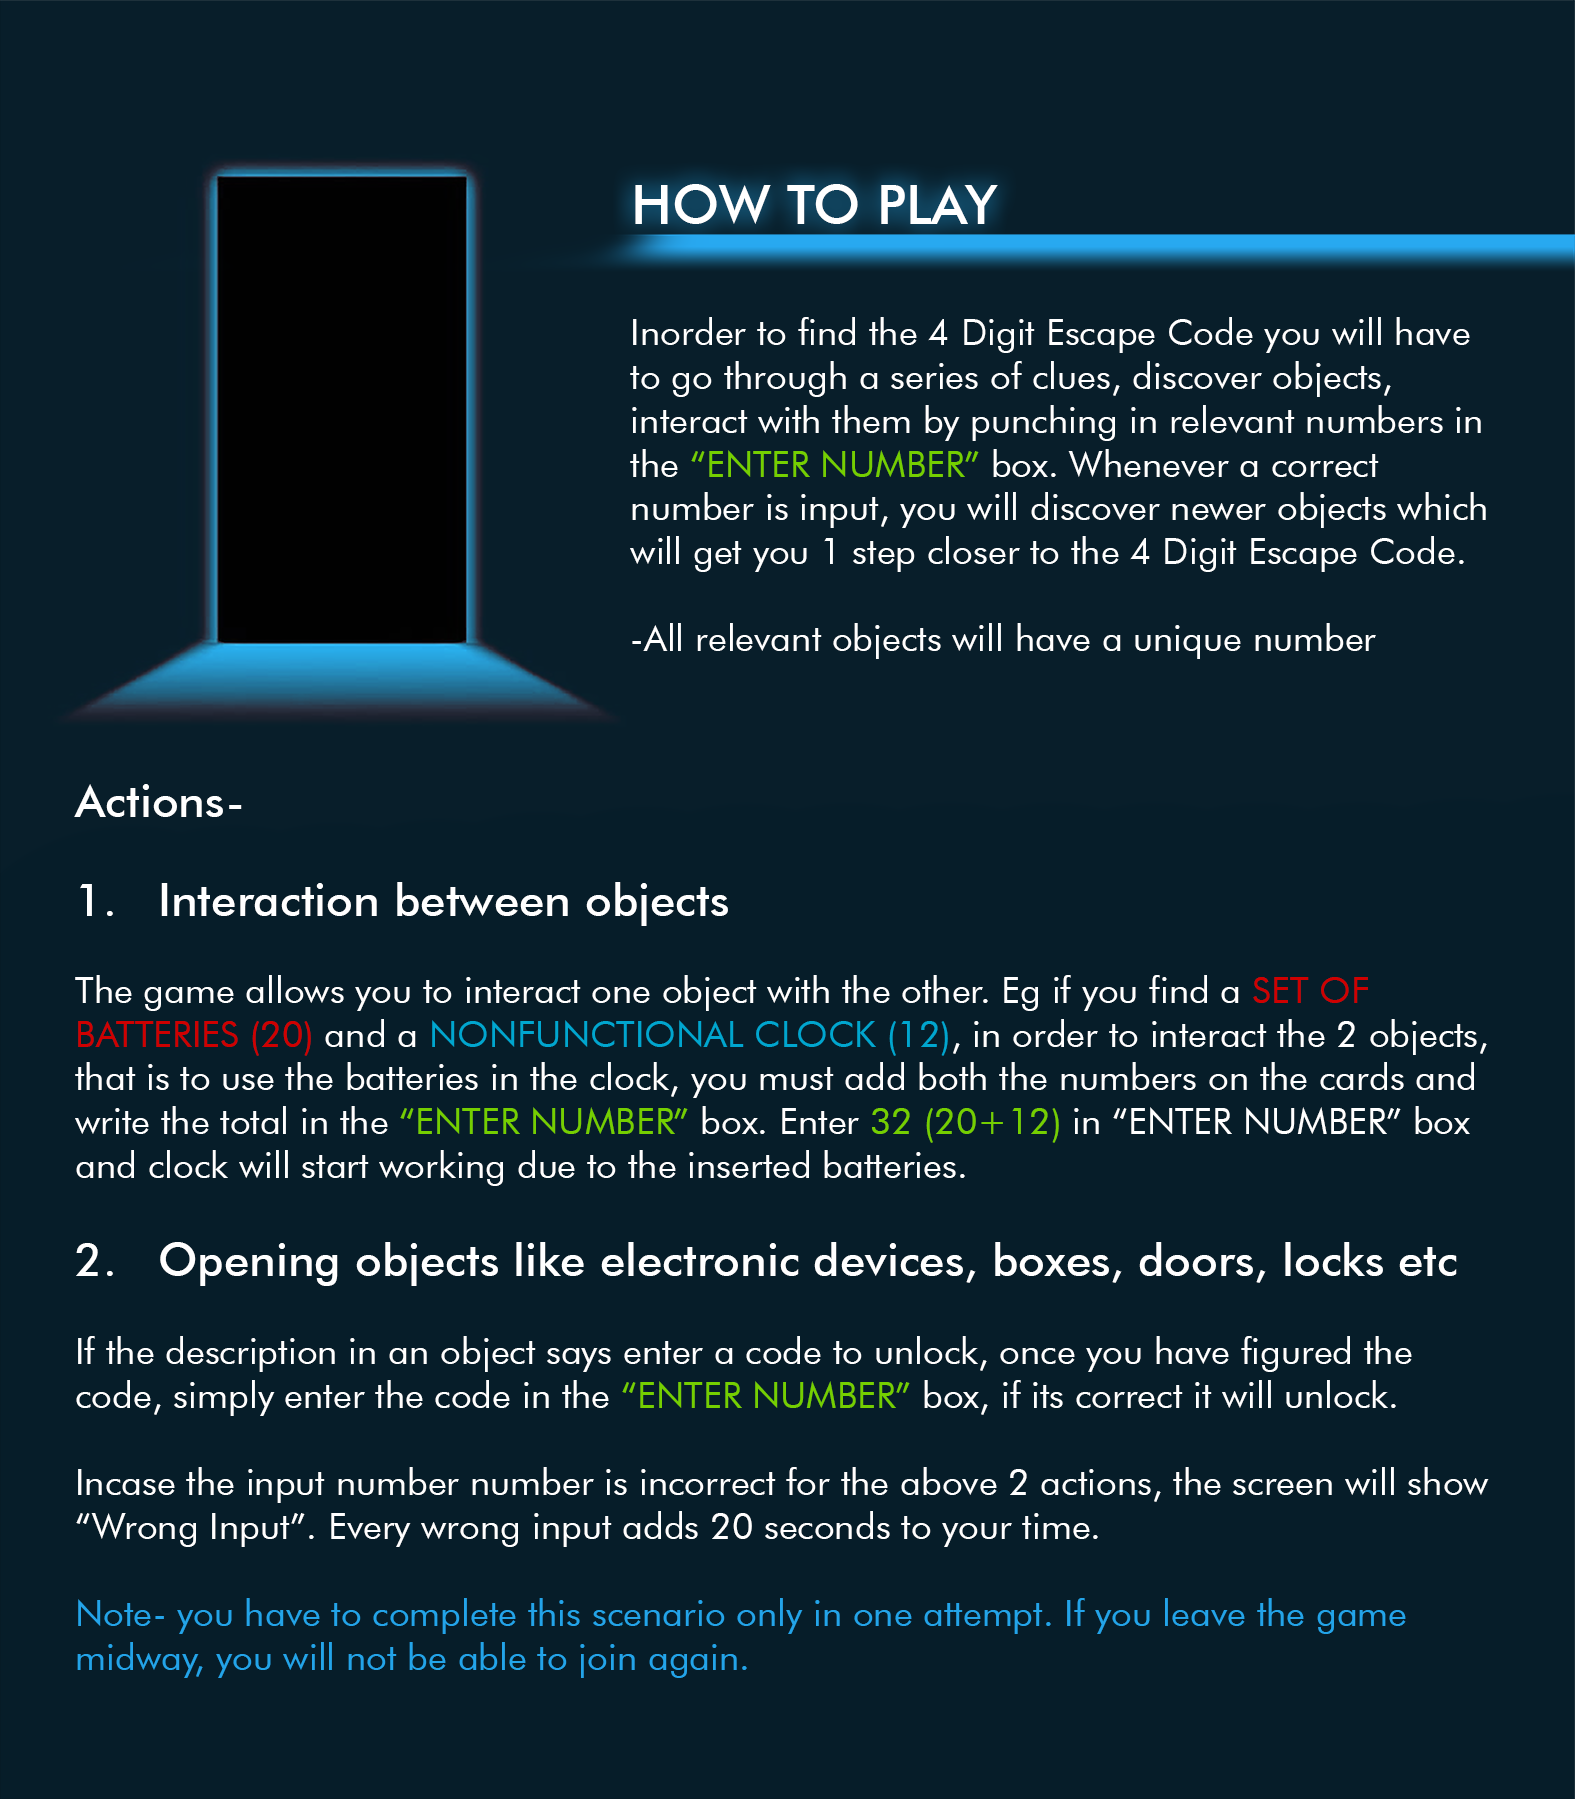 HOW TO PLAY
Inorder to find the 4 Digit Escape Code you will have
to go through a series of clues, discover objects,
interact with them by punching in relevant numbers in
the “ENTER NUMBER” box. Whenever a correct
number is input, you will discover newer objects which
will get you 1 step closer to the 4 Digit Escape Code.
-All relevant objects will have a unique number
Actions-
1. Interaction between objects
The game allows you to interact one object with the other. Eg if you find a SET OF
BATTERIES (20) and a NONFUNCTIONAL CLOCK (12), in order to interact the 2 objects,
that is to use the batteries in the clock, you must add both the numbers on the cards and
write the total in the “ENTER NUMBER” box. Enter 32 (20+12) in “ENTER NUMBER” box
and clock will start working due to the inserted batteries.
2. Opening objects like electronic devices, boxes, doors, locks etc
If the description in an object says enter a code to unlock, once you have figured the
code, simply enter the code in the “ENTER NUMBER” box, if its correct it will unlock.
Incase the input number number is incorrect for the above 2 actions, the screen will show
“Wrong Input”. Every wrong input adds 20 seconds to your time.
Note- you have to complete this scenario only in one attempt. If you leave the game
midway, you will not be able to join again.